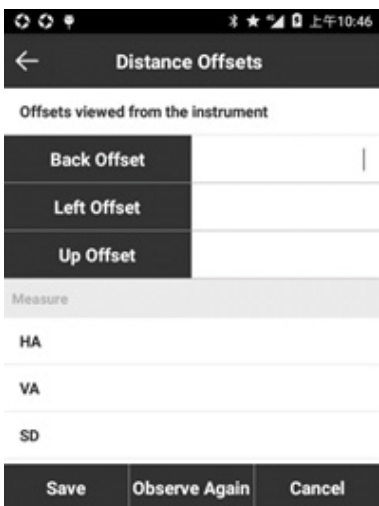 上午10:46
Distance Offsets
Offsets viewed from the instrument
Back Offset
Left Offset
Up Offset
Measure
HA
VA
SD
Save Observe Again Cancel